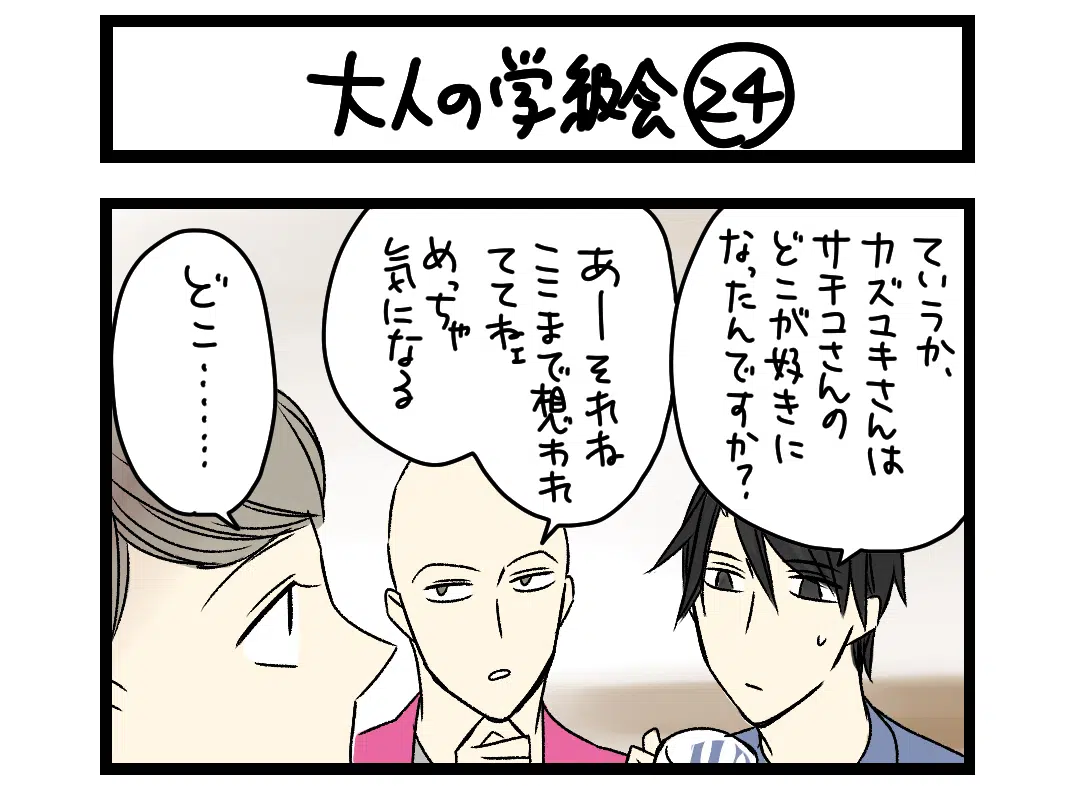 大人の学級会㉔
ていうか、
カズユキさんは
サチコさんの
どこが好きに
なったんですか？
あーそれね
ここまで想われ
ててねェ
めっちゃ
気になる
どこ………